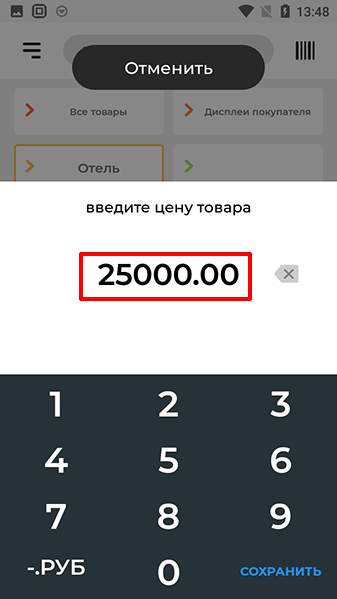 13:48
Отменить
Все товары
Дисплеи покупателя
Отель
введите цену товара
25000.00
1 2 3
4 5 6
7 8 9
-.РУБ 0 СОХРАНИТЬ